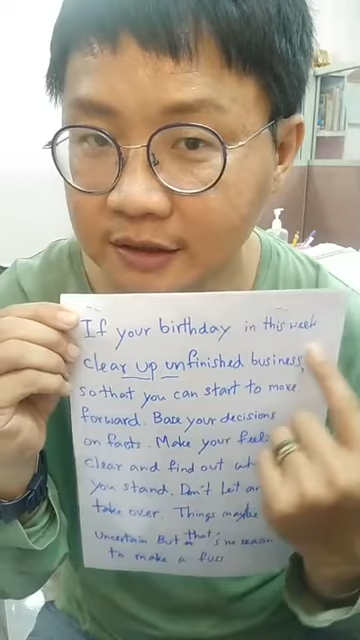 If your birthday in this week
clear up unfinished business,
so that you can start to move
forward. Base your decisions
on facts. Make your
clear and find out
you stand. Don't Let
take over. Things maybe
uncertain But that's no reason
to make a fuss